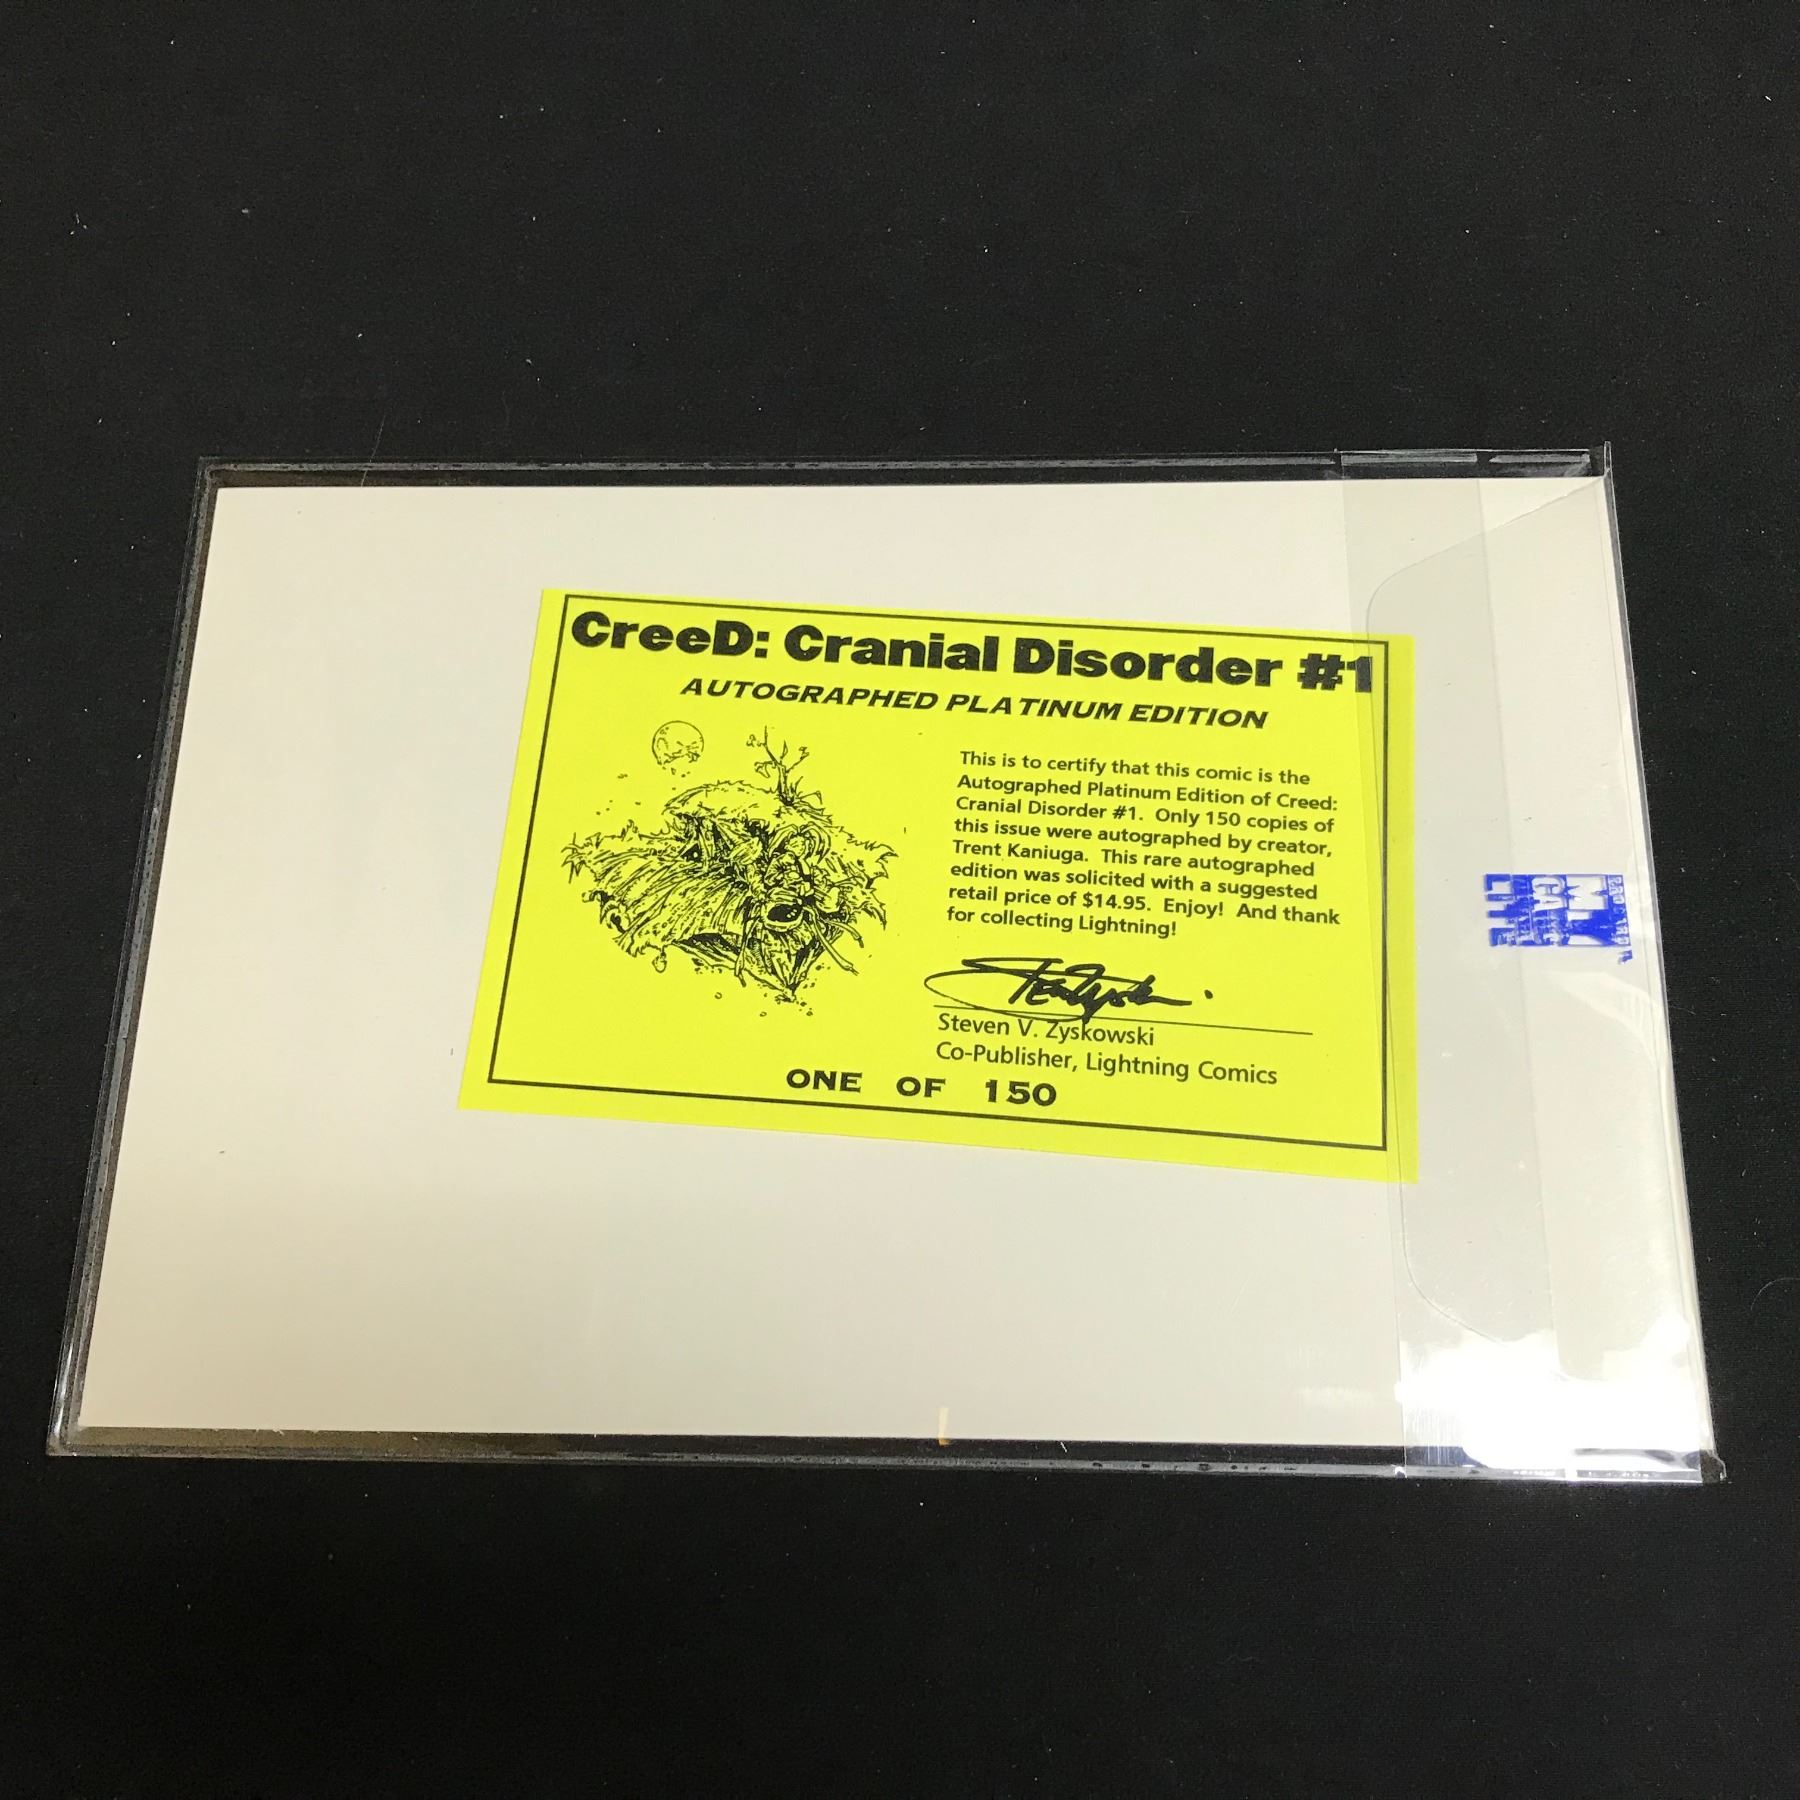 CreeD: Cranial Disorder #1
AUTOGRAPHED PLATINUM EDITION
This is to certify that this comic is the
Autographed Platinum Edition of Creed:
Cranial Disorder #1. Only 150 copies of
this issue were autographed by creator,
Trent Kaniuga. This rare autographed
edition was solicited with a suggested
retail price of $14.95. Enjoy! And thank
for collecting Lightning!
Steven V. Zyskowski
Co-Publisher, Lightning Comics
ONE OF 150
MY
LITE